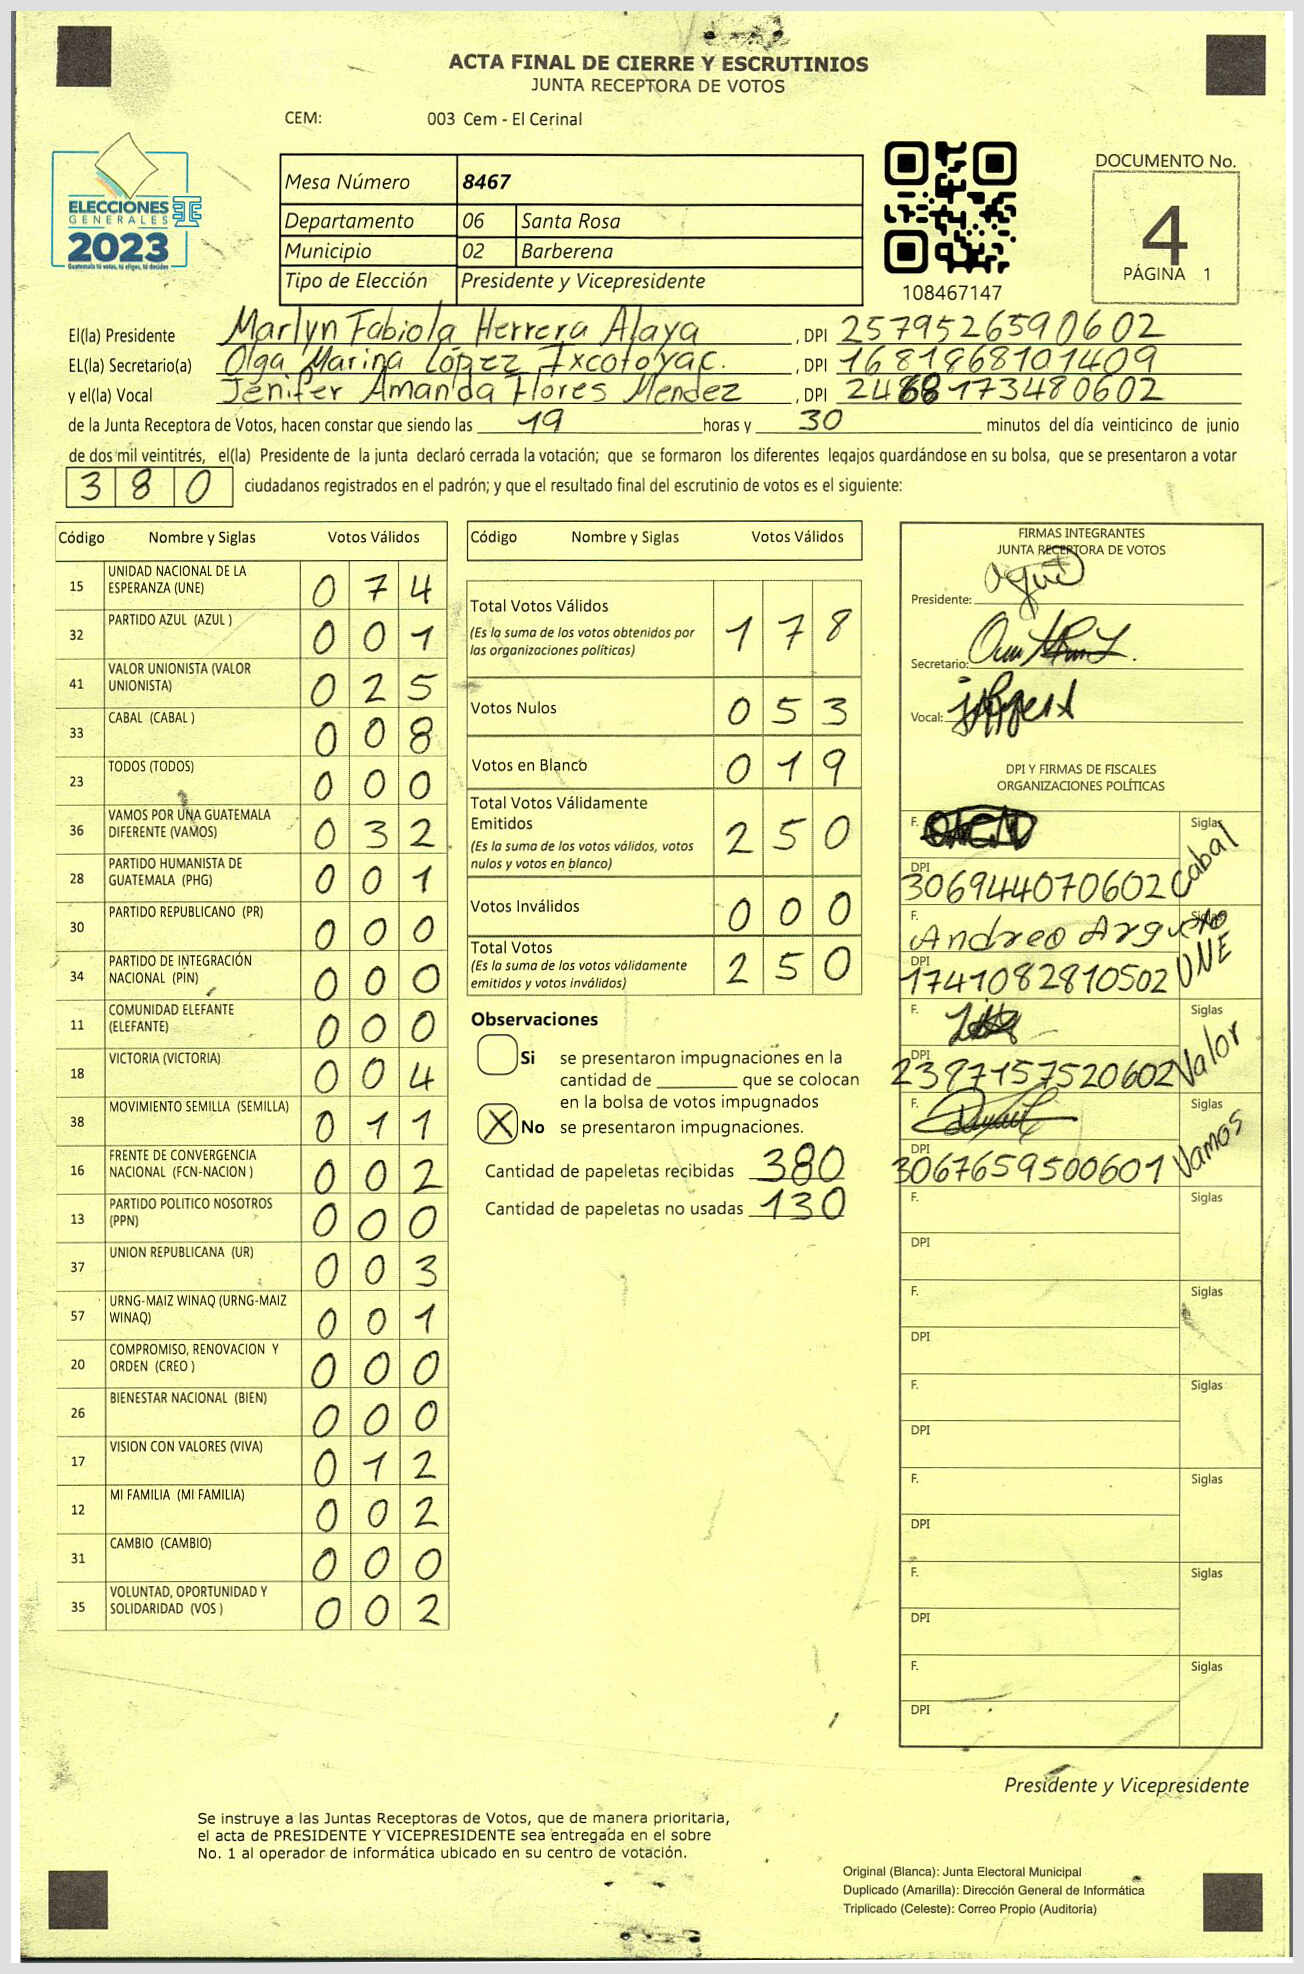 ACTA FINAL DE CIERRE Y ESCRUTINIOS
JUNTA RECEPTORA DE VOTOS
CEM: 003 Cem - El Cerinal
ELECCIONES
GENERALES
2023
Guatemala tú votas, tú eliges, tú decides
Mesa Número 8467
Departamento 06 Santa Rosa
Municipio 02 Barberena
Tipo de Elección Presidente y Vicepresidente
108467147
DOCUMENTO No.
4
PÁGINA 1
El(la) Presidente Marlyn Fabiola Herrera Alaya, DPI 2579526590602
EL(la) Secretario(a) Olga Marina López Ixcotoyac., DPI 1681968101409
y el(la) Vocal Jenifer Amanda Flores Mendez, DPI 2468173480602
de la Junta Receptora de Votos, hacen constar que siendo las 19 horas y 30 minutos del día veinticinco de junio
de dos mil veintitrés, el(la) Presidente de la junta declaró cerrada la votación; que se formaron los diferentes legajos guardándose en su bolsa, que se presentaron a votar
380 ciudadanos registrados en el padrón; y que el resultado final del escrutinio de votos es el siguiente:
Código Nombre y Siglas Votos Válidos
15 UNIDAD NACIONAL DE LA ESPERANZA (UNE) 0 7 4
32 PARTIDO AZUL (AZUL ) 0 0 1
41 VALOR UNIONISTA (VALOR UNIONISTA) 0 2 5
33 CABAL (CABAL ) 0 0 8
23 TODOS (TODOS) 0 0 0
36 VAMOS POR UNA GUATEMALA DIFERENTE (VAMOS) 0 3 2
28 PARTIDO HUMANISTA DE GUATEMALA (PHG) 0 0 1
30 PARTIDO REPUBLICANO (PR) 0 0 0
34 PARTIDO DE INTEGRACIÓN NACIONAL (PIN) 0 0 0
11 COMUNIDAD ELEFANTE (ELEFANTE) 0 0 0
18 VICTORIA (VICTORIA) 0 0 4
38 MOVIMIENTO SEMILLA (SEMILLA) 0 1 1
16 FRENTE DE CONVERGENCIA NACIONAL (FCN-NACION ) 0 0 2
13 PARTIDO POLITICO NOSOTROS (PPN) 0 0 0
37 UNION REPUBLICANA (UR) 0 0 3
57 URNG-MAIZ WINAQ (URNG-MAIZ WINAQ) 0 0 1
20 COMPROMISO, RENOVACION Y ORDEN (CREO ) 0 0 0
26 BIENESTAR NACIONAL (BIEN) 0 0 0
17 VISION CON VALORES (VIVA) 0 1 2
12 MI FAMILIA (MI FAMILIA) 0 0 2
31 CAMBIO (CAMBIO) 0 0 0
35 VOLUNTAD, OPORTUNIDAD Y SOLIDARIDAD (VOS ) 0 0 2
Código Nombre y Siglas Votos Válidos
Total Votos Válidos 1 7 8
(Es la suma de los votos obtenidos por
las organizaciones políticas)
Votos Nulos 0 5 3
Votos en Blanco 0 1 9
Total Votos Válidamente
Emitidos 2 5 0
(Es la suma de los votos válidos, votos
nulos y votos en blanco)
Votos Inválidos 0 0 0
Total Votos 2 5 0
(Es la suma de los votos válidamente
emitidos y votos inválidos)
Observaciones
Si se presentaron impugnaciones en la
cantidad de ________ que se colocan
en la bolsa de votos impugnados
X No se presentaron impugnaciones.
Cantidad de papeletas recibidas 380
Cantidad de papeletas no usadas 130
FIRMAS INTEGRANTES
JUNTA RECEPTORA DE VOTOS
Presidente:
Secretario:
Vocal:
DPI Y FIRMAS DE FISCALES
ORGANIZACIONES POLÍTICAS
F. Siglas Cabal
DPI 306944070602
F. Andreo Argueto Siglas UNE
DPI 1741082810502
F. Siglas Valor
DPI 2397157520602
F. Siglas Vamos
DPI 3067659500601
F. Siglas
DPI
F. Siglas
DPI
F. Siglas
DPI
F. Siglas
DPI
F. Siglas
DPI
F. Siglas
DPI
Presidente y Vicepresidente
Se instruye a las Juntas Receptoras de Votos, que de manera prioritaria,
el acta de PRESIDENTE Y VICEPRESIDENTE sea entregada en el sobre
No. 1 al operador de informática ubicado en su centro de votación.
Original (Blanca): Junta Electoral Municipal
Duplicado (Amarilla): Dirección General de Informática
Triplicado (Celeste): Correo Propio (Auditoría)